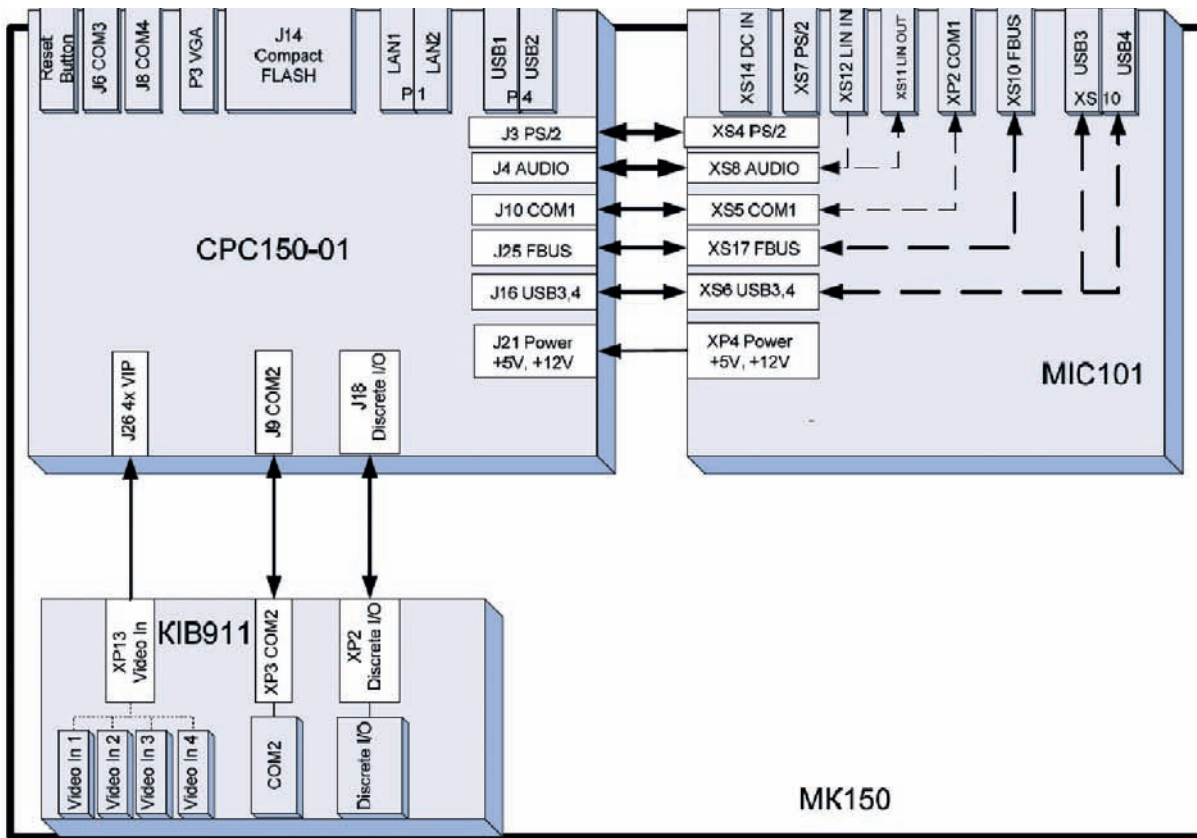 Reset
Button
J6 COM3
J8 COM4
P3 VGA
J14
Compact
FLASH
LAN1
LAN2
P 1
USB1
USB2
P 4
J3 PS/2
J4 AUDIO
J10 COM1
J25 FBUS
J16 USB3,4
J21 Power
+5V, +12V
CPC150-01
J26 4x VIP
J9 COM2
J18
Discrete I/O
XS14 DC IN
XS7 PS/2
XS12 LIN IN
XS11 LIN OUT
XP2 COM1
XS10 FBUS
USB3
USB4
XS 10
XS4 PS/2
XS8 AUDIO
XS5 COM1
XS17 FBUS
XS6 USB3,4
XP4 Power
+5V, +12V
MIC101
KIB911
XP13
Video In
XP3 COM2
XP2
Discrete I/O
Video In 1
Video In 2
Video In 3
Video In 4
COM2
Discrete I/O
MK150